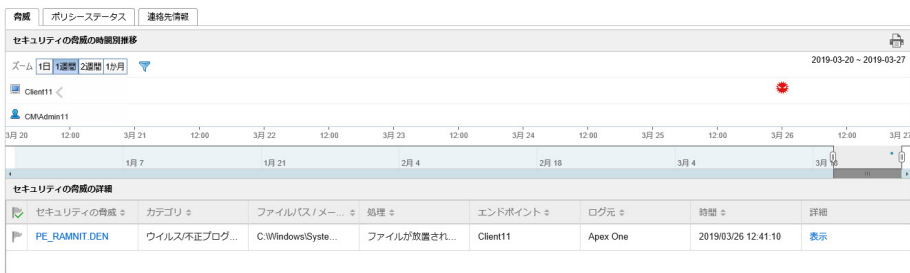 脅威 ポリシーステータス 連絡先情報
セキュリティの脅威の時間別推移
ズーム 1日 1週間 2週間 1か月 2019-03-20 ~ 2019-03-27
Client11
CM\Admin11
3月 20 12:00 3月 21 12:00 3月 22 12:00 3月 23 12:00 3月 24 12:00 3月 25 12:00 3月 26 12:00 3月 27
1月 7 1月 21 2月 4 2月 18 3月 4 3月 18
セキュリティの脅威の詳細
セキュリティの脅威 カテゴリ ファイルパス / メー... 処理 エンドポイント ログ元 時間 詳細
PE_RAMNIT.DEN ウイルス/不正プログ... C:\Windows\Syste... ファイルが放置され... Client11 Apex One 2019/03/26 12:41:10 表示